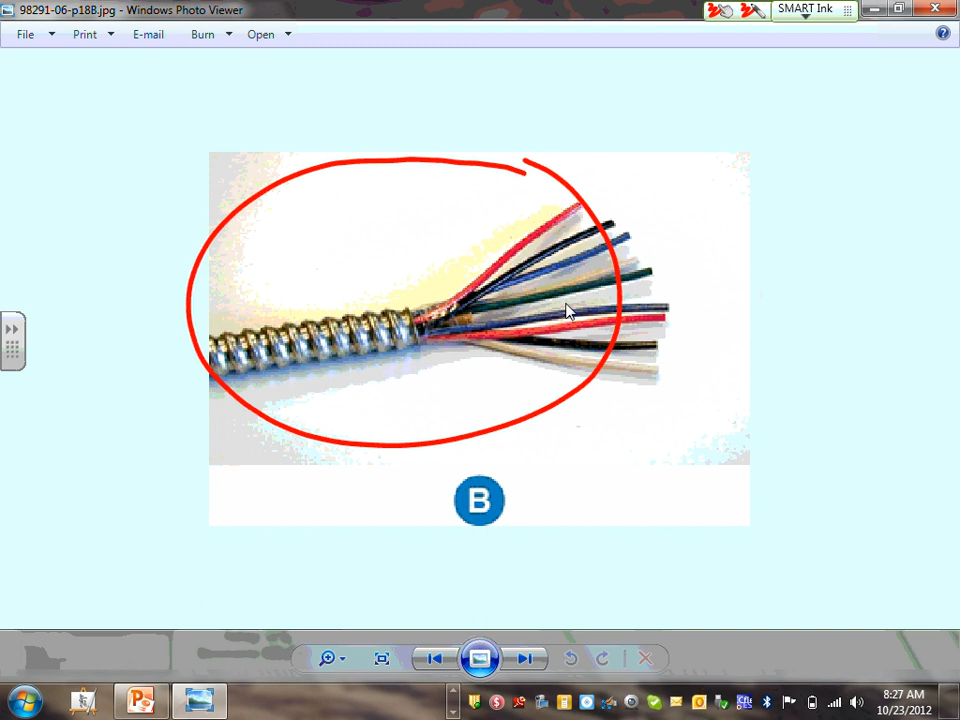 98291-06-p18B.jpg - Windows Photo Viewer
SMART Ink
File Print E-mail Burn Open
B
8:27 AM
10/23/2012